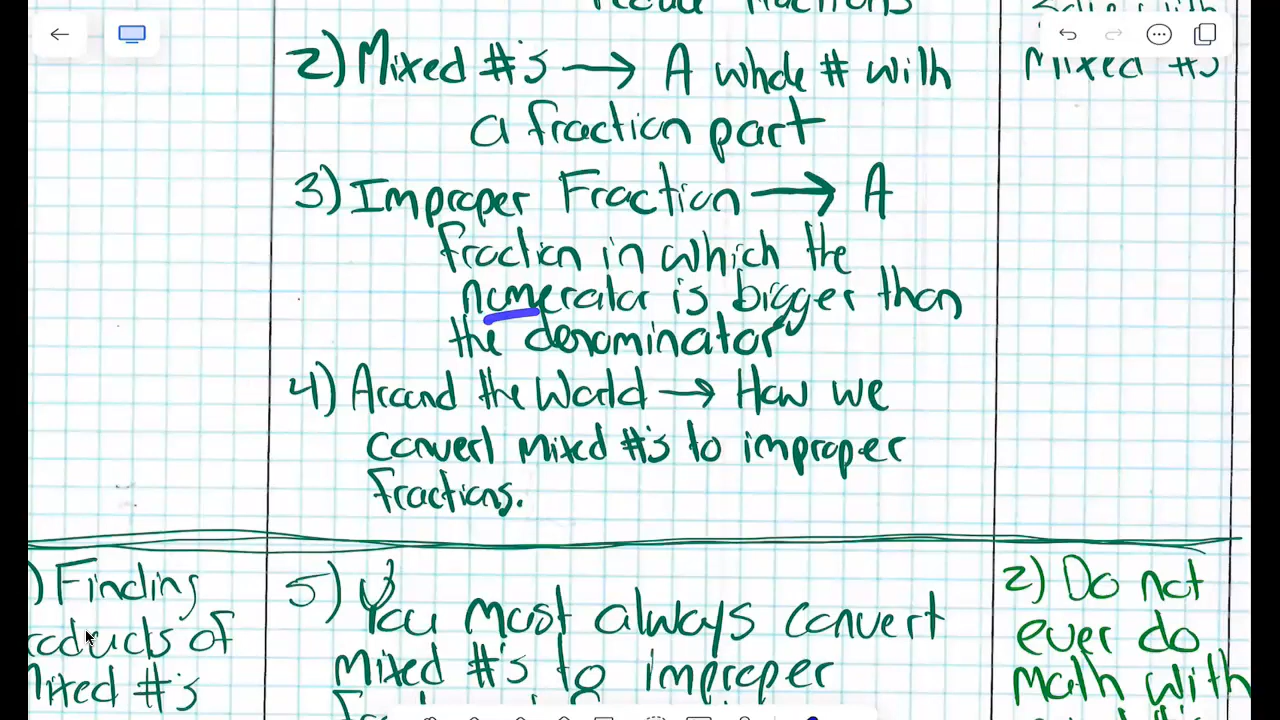 Fractions
2) Mixed #'s → A whole # with
a fraction part
3) Improper Fraction → A
fraction in which the
numerator is bigger than
the denominator
4) Around the World → How we
convert mixed #'s to improper
fractions.
5) You must always convert
mixed #'s to improper
Mixed #'s
) Finding
roducts of
Mixed #'s
2) Do not
ever do
math with